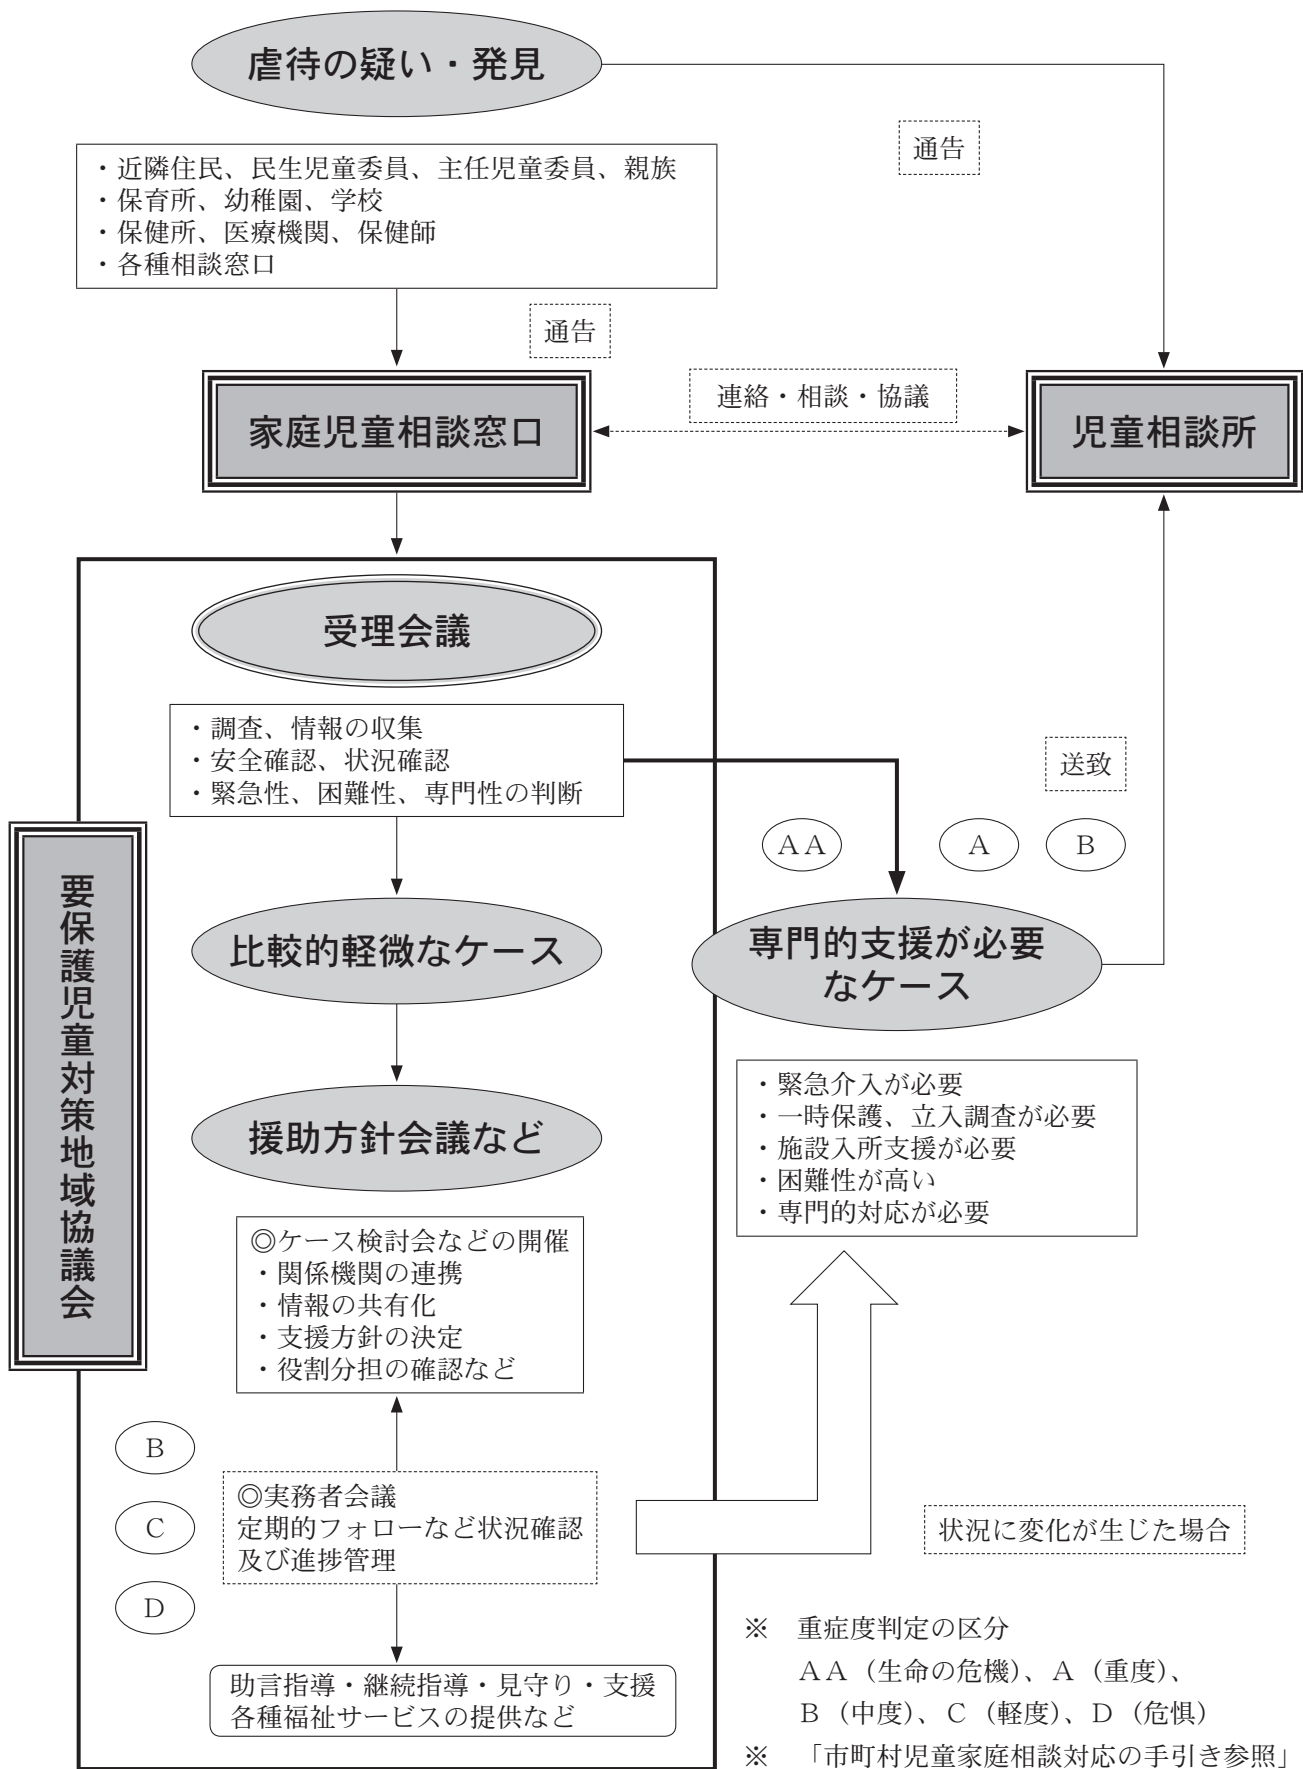 虐待の疑い・発見
通告
・近隣住民、民生児童委員、主任児童委員、親族
・保育所、幼稚園、学校
・保健所、医療機関、保健師
・各種相談窓口
通告
家庭児童相談窓口
連絡・相談・協議
児童相談所
受理会議
・調査、情報の収集
・安全確認、状況確認
・緊急性、困難性、専門性の判断
送致
AA
A
B
要保護児童対策地域協議会
比較的軽微なケース
専門的支援が必要
なケース
援助方針会議など
・緊急介入が必要
・一時保護、立入調査が必要
・施設入所支援が必要
・困難性が高い
・専門的対応が必要
◎ケース検討会などの開催
・関係機関の連携
・情報の共有化
・支援方針の決定
・役割分担の確認など
B
C
D
◎実務者会議
定期的フォローなど状況確認
及び進捗管理
状況に変化が生じた場合
助言指導・継続指導・見守り・支援
各種福祉サービスの提供など
※　重症度判定の区分
AA（生命の危機）、A（重度）、
B（中度）、C（軽度）、D（危惧）
※　「市町村児童家庭相談対応の手引き参照」